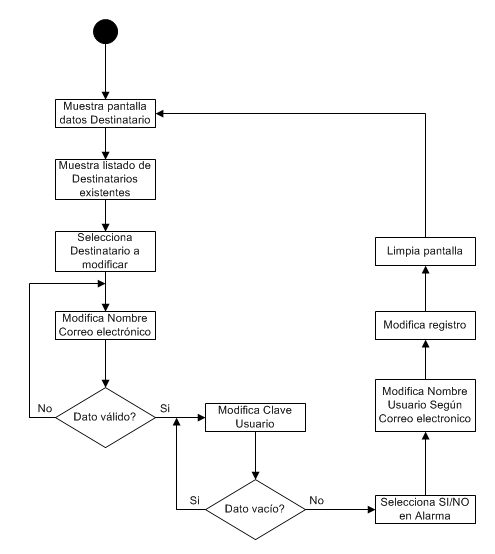 Muestra pantalla
datos Destinatario
Muestra listado de
Destinatarios
existentes
Selecciona
Destinatario a
modificar
Modifica Nombre
Correo electrónico
Dato válido?
No
Si
Modifica Clave
Usuario
Dato vacío?
Si
No
Selecciona SI/NO
en Alarma
Modifica Nombre
Usuario Según
Correo electronico
Modifica registro
Limpia pantalla